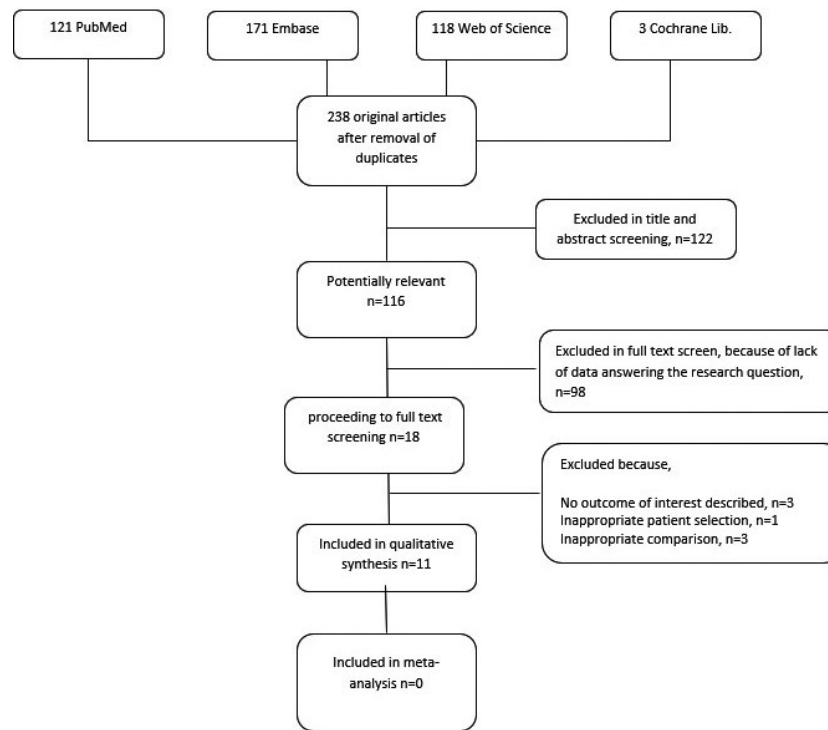 121 PubMed
171 Embase
118 Web of Science
3 Cochrane Lib.
238 original articles
after removal of
duplicates
Excluded in title and
abstract screening, n=122
Potentially relevant
n=116
Excluded in full text screen, because of lack
of data answering the research question,
n=98
proceeding to full text
screening n=18
Excluded because,
No outcome of interest described, n=3
Inappropriate patient selection, n=1
Inappropriate comparison, n=3
Included in qualitative
synthesis n=11
Included in meta-
analysis n=0